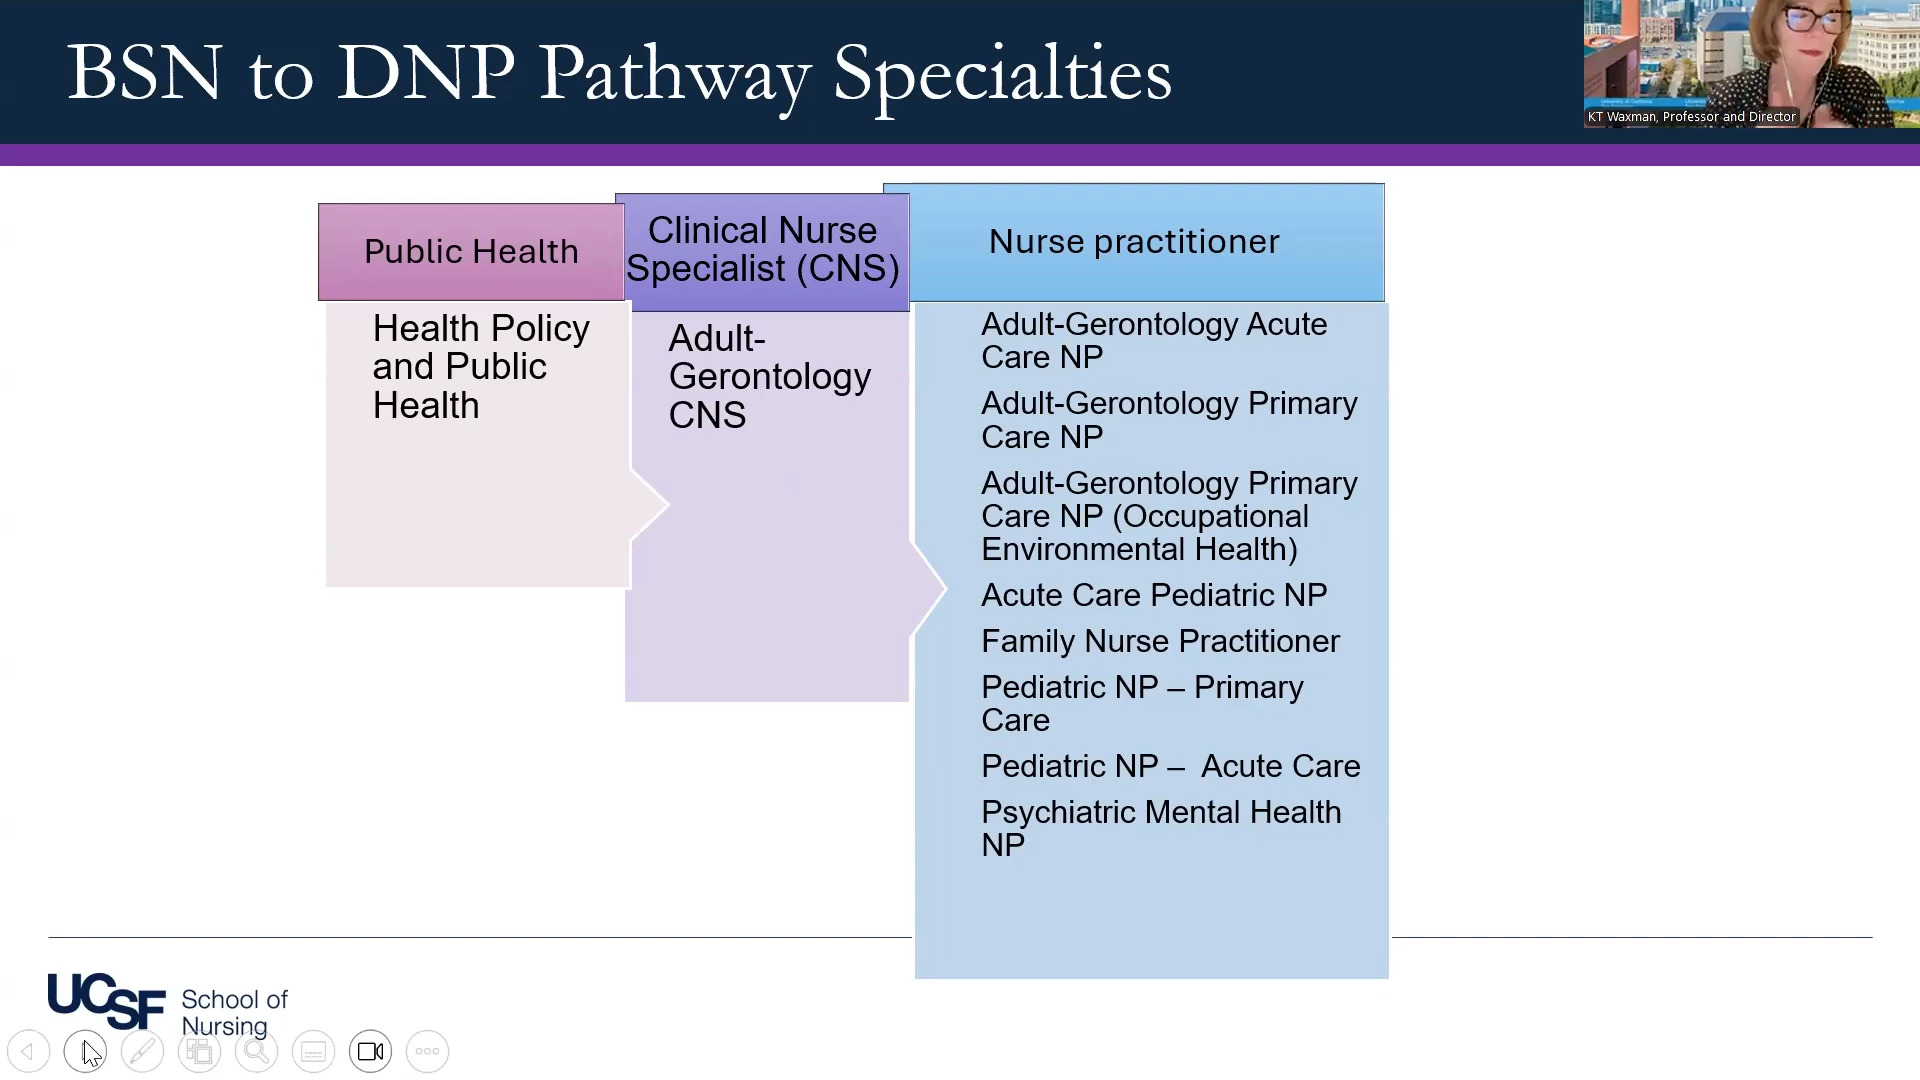 BSN to DNP Pathway Specialties
KT Waxman, Professor and Director
Public Health
Health Policy
and Public
Health
Clinical Nurse
Specialist (CNS)
Adult-
Gerontology
CNS
Nurse practitioner
Adult-Gerontology Acute
Care NP
Adult-Gerontology Primary
Care NP
Adult-Gerontology Primary
Care NP (Occupational
Environmental Health)
Acute Care Pediatric NP
Family Nurse Practitioner
Pediatric NP – Primary
Care
Pediatric NP –  Acute Care
Psychiatric Mental Health
NP
UCSF
School of
Nursing